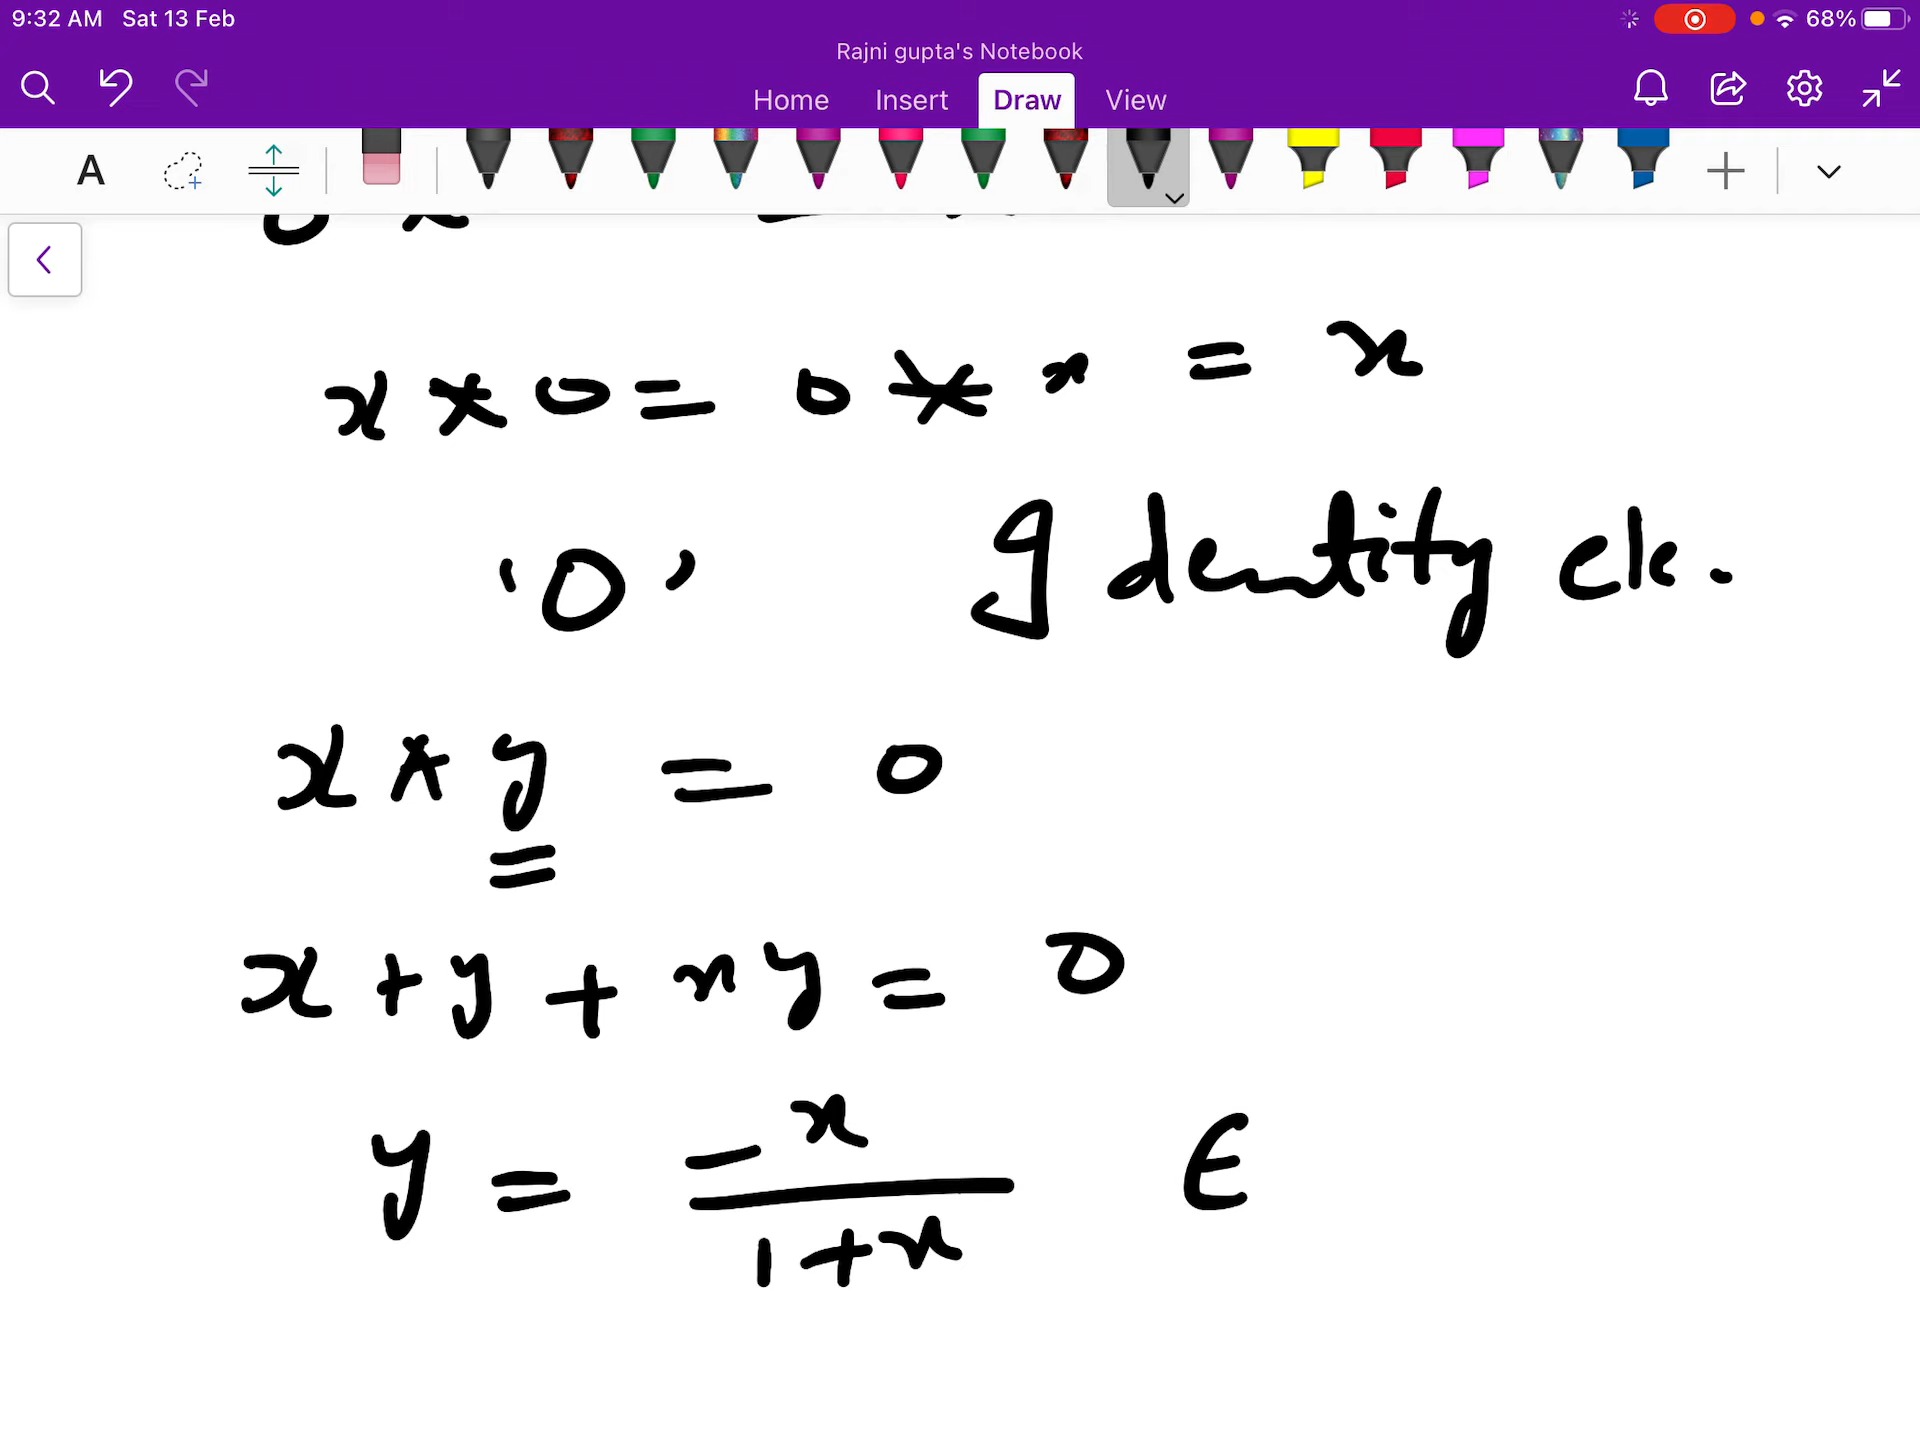 9:32 AM Sat 13 Feb
68%
Rajni gupta's Notebook
Home Insert Draw View
A
x * 0 = 0 * x = x
'0' Identity ele.
x * y = 0
x + y + xy = 0
y = -x / 1+x ∈